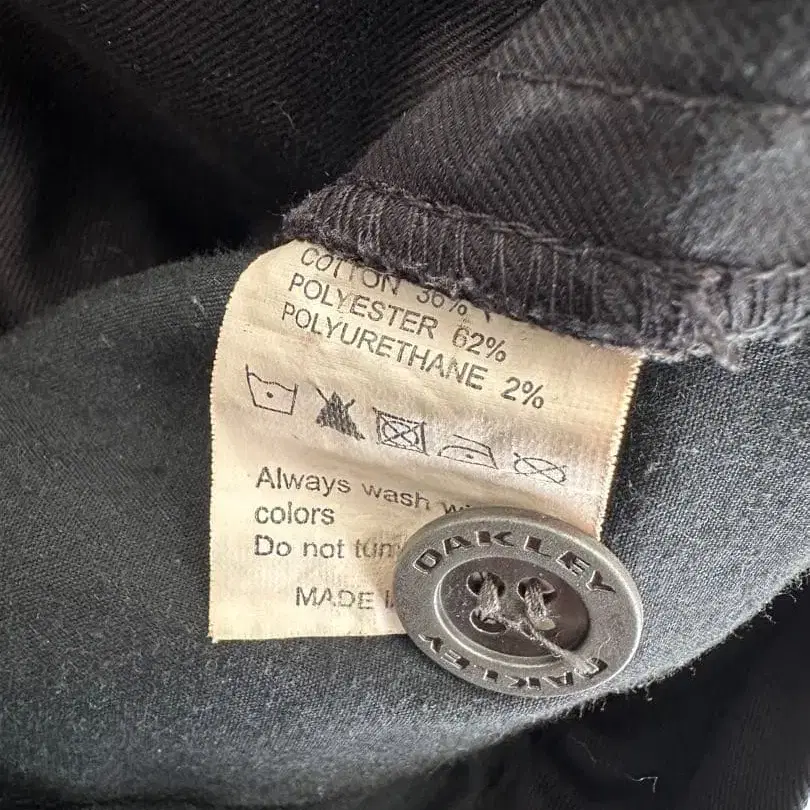 COTTON 36%
POLYESTER 62%
POLYURETHANE 2%
Always wash
colors
Do not
MADE
OAKLEY
OAKLEY